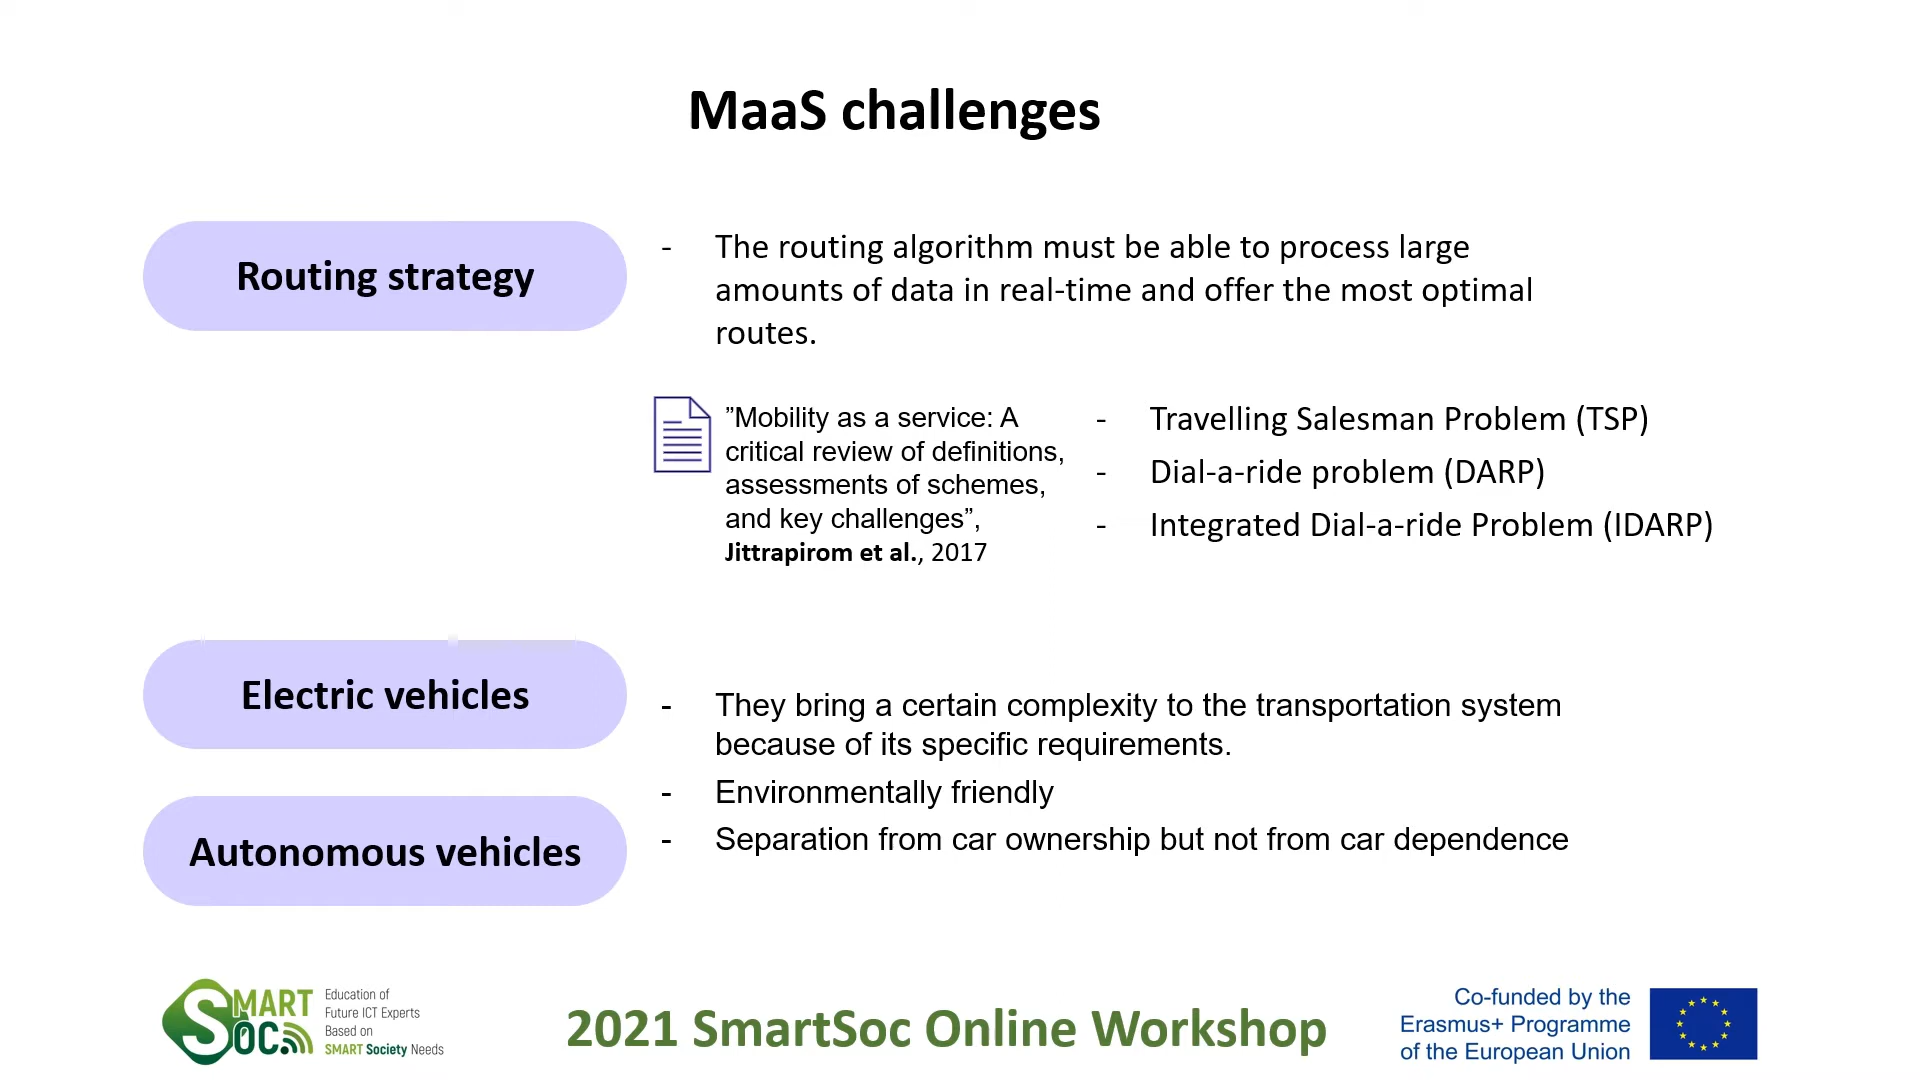 MaaS challenges
Routing strategy
- The routing algorithm must be able to process large
amounts of data in real-time and offer the most optimal
routes.
”Mobility as a service: A
critical review of definitions,
assessments of schemes,
and key challenges”,
Jittrapirom et al., 2017
- Travelling Salesman Problem (TSP)
- Dial-a-ride problem (DARP)
- Integrated Dial-a-ride Problem (IDARP)
Electric vehicles
- They bring a certain complexity to the transportation system
because of its specific requirements.
- Environmentally friendly
Autonomous vehicles
- Separation from car ownership but not from car dependence
SMART
SOC
Education of
Future ICT Experts
Based on
SMART Society Needs
2021 SmartSoc Online Workshop
Co-funded by the
Erasmus+ Programme
of the European Union